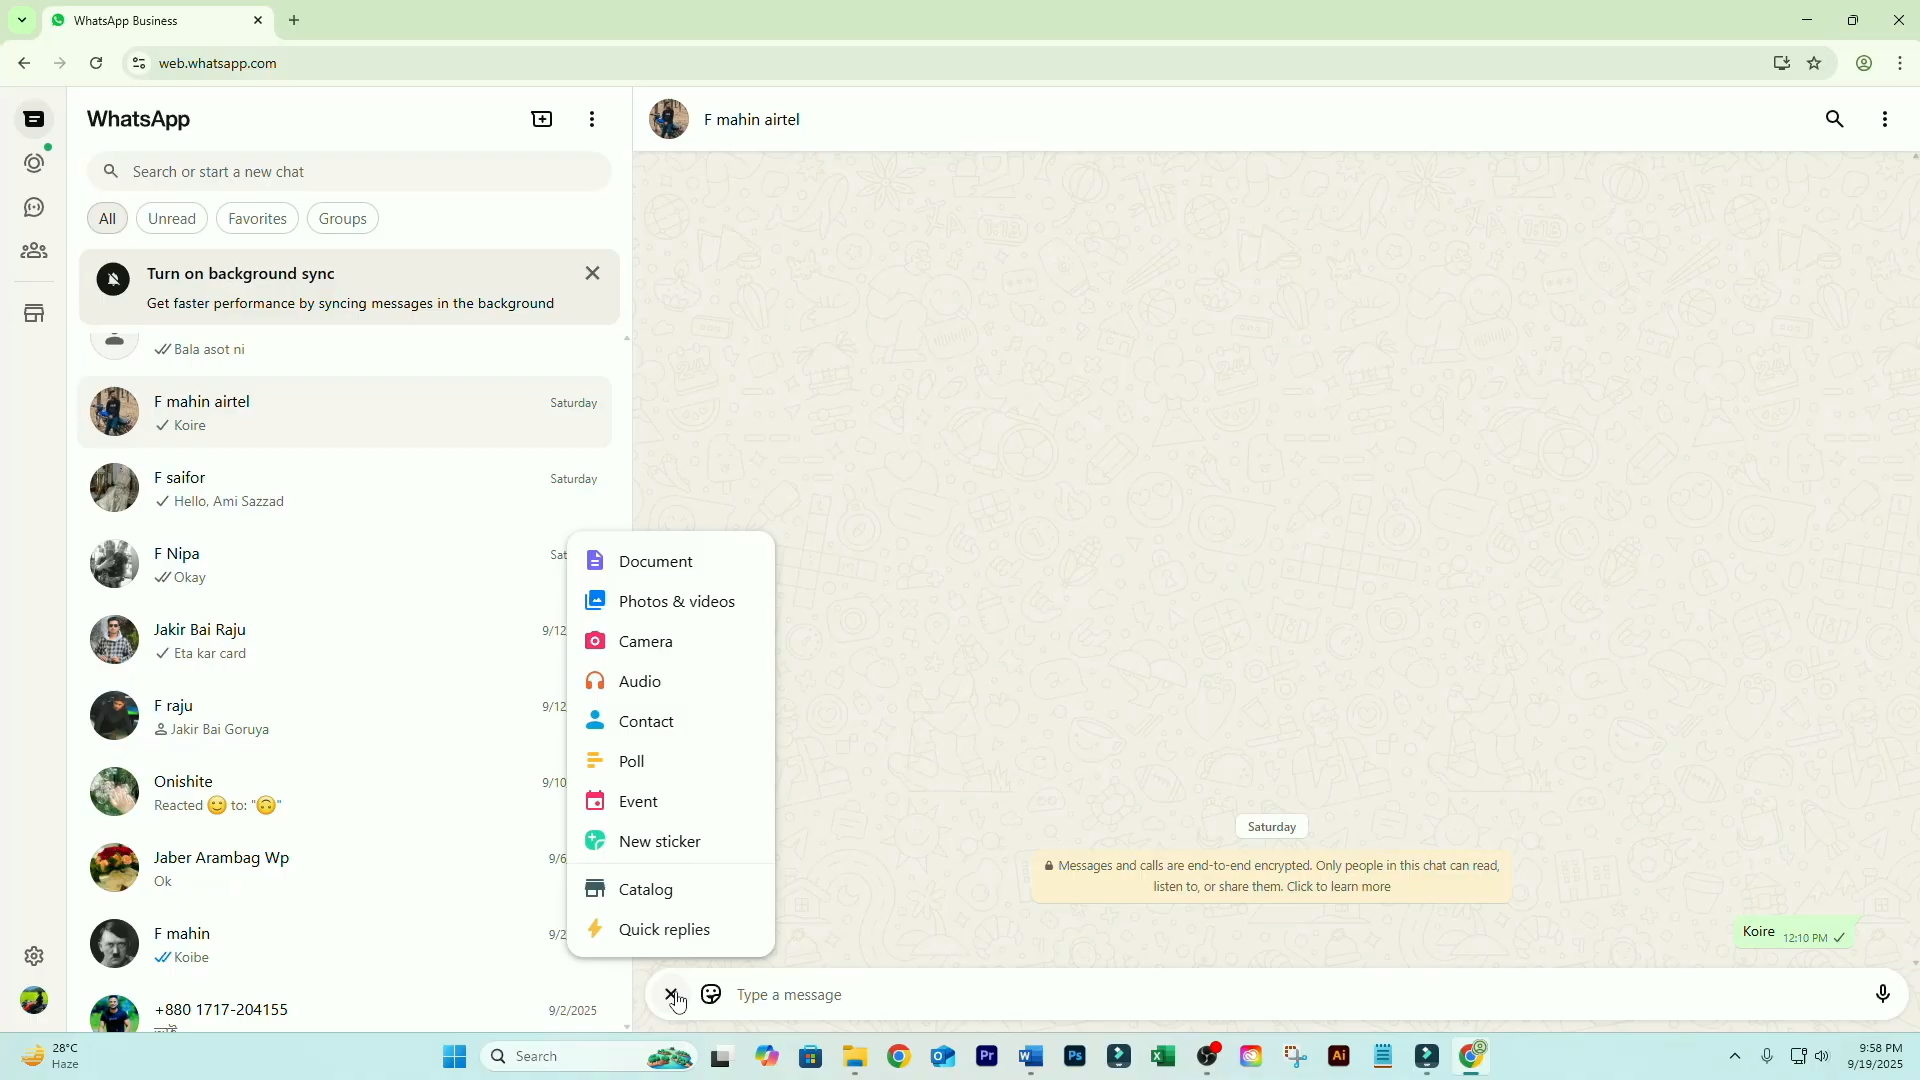 WhatsApp Business
web.whatsapp.com
WhatsApp
Search or start a new chat
All
Unread
Favorites
Groups
Turn on background sync
Get faster performance by syncing messages in the background
Bala asot ni
F mahin airtel
Saturday
Koire
F saifor
Saturday
Hello, Ami Sazzad
F Nipa
Sat
Okay
Jakir Bai Raju
9/12
Eta kar card
F raju
9/12
Jakir Bai Goruya
Onishite
9/10
Reacted 😊 to: "🙃"
Jaber Arambag Wp
9/6
Ok
F mahin
9/2
Koibe
+880 1717-204155
9/2/2025
Document
Photos & videos
Camera
Audio
Contact
Poll
Event
New sticker
Catalog
Quick replies
F mahin airtel
Saturday
Messages and calls are end-to-end encrypted. Only people in this chat can read,
listen to, or share them. Click to learn more
Koire 12:10 PM
Type a message
28°C
Haze
Search
Pr
Ps
Ai
9:58 PM
9/19/2025